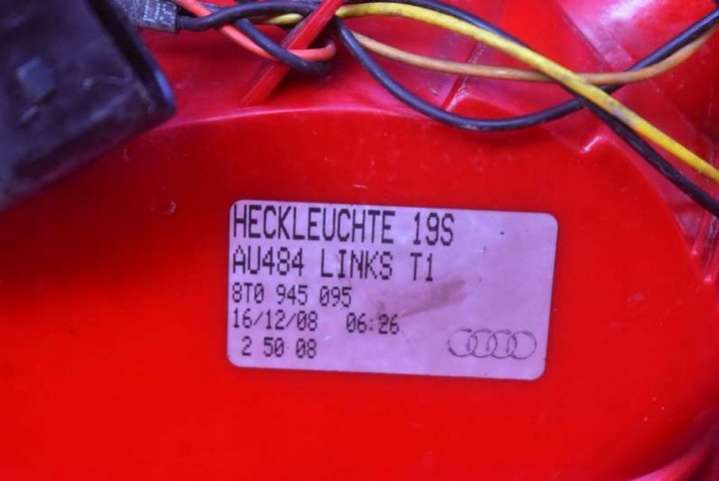 HECKLEUCHTE 19S
AU484 LINKS T1
8T0 945 095
16/12/08 06:26
2 50 08